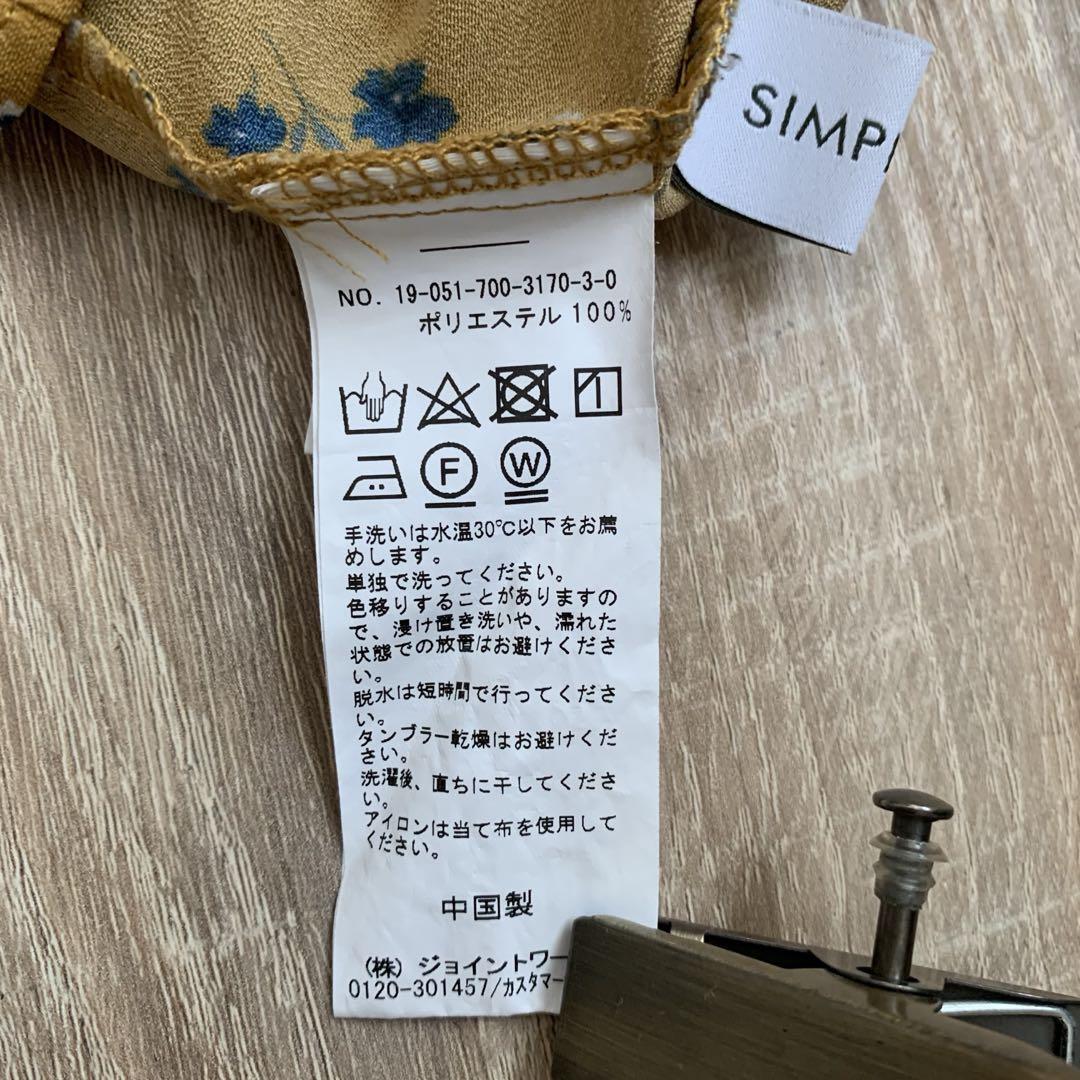 SIMP
NO. 19-051-700-3170-3-0
ポリエステル 100%
F
W
手洗いは水温30℃以下をお薦
めします。
単独で洗ってください。
色移りすることがありますの
で、浸け置き洗いや、濡れた
状態での放置はお避けくださ
い。
脱水は短時間で行ってくださ
い。
タンブラー乾燥はお避けくだ
さい。
洗濯後、直ちに干してくださ
い。
アイロンは当て布を使用して
ください。
中国製
(株) ジョイントワー
0120-301457/カスタマー